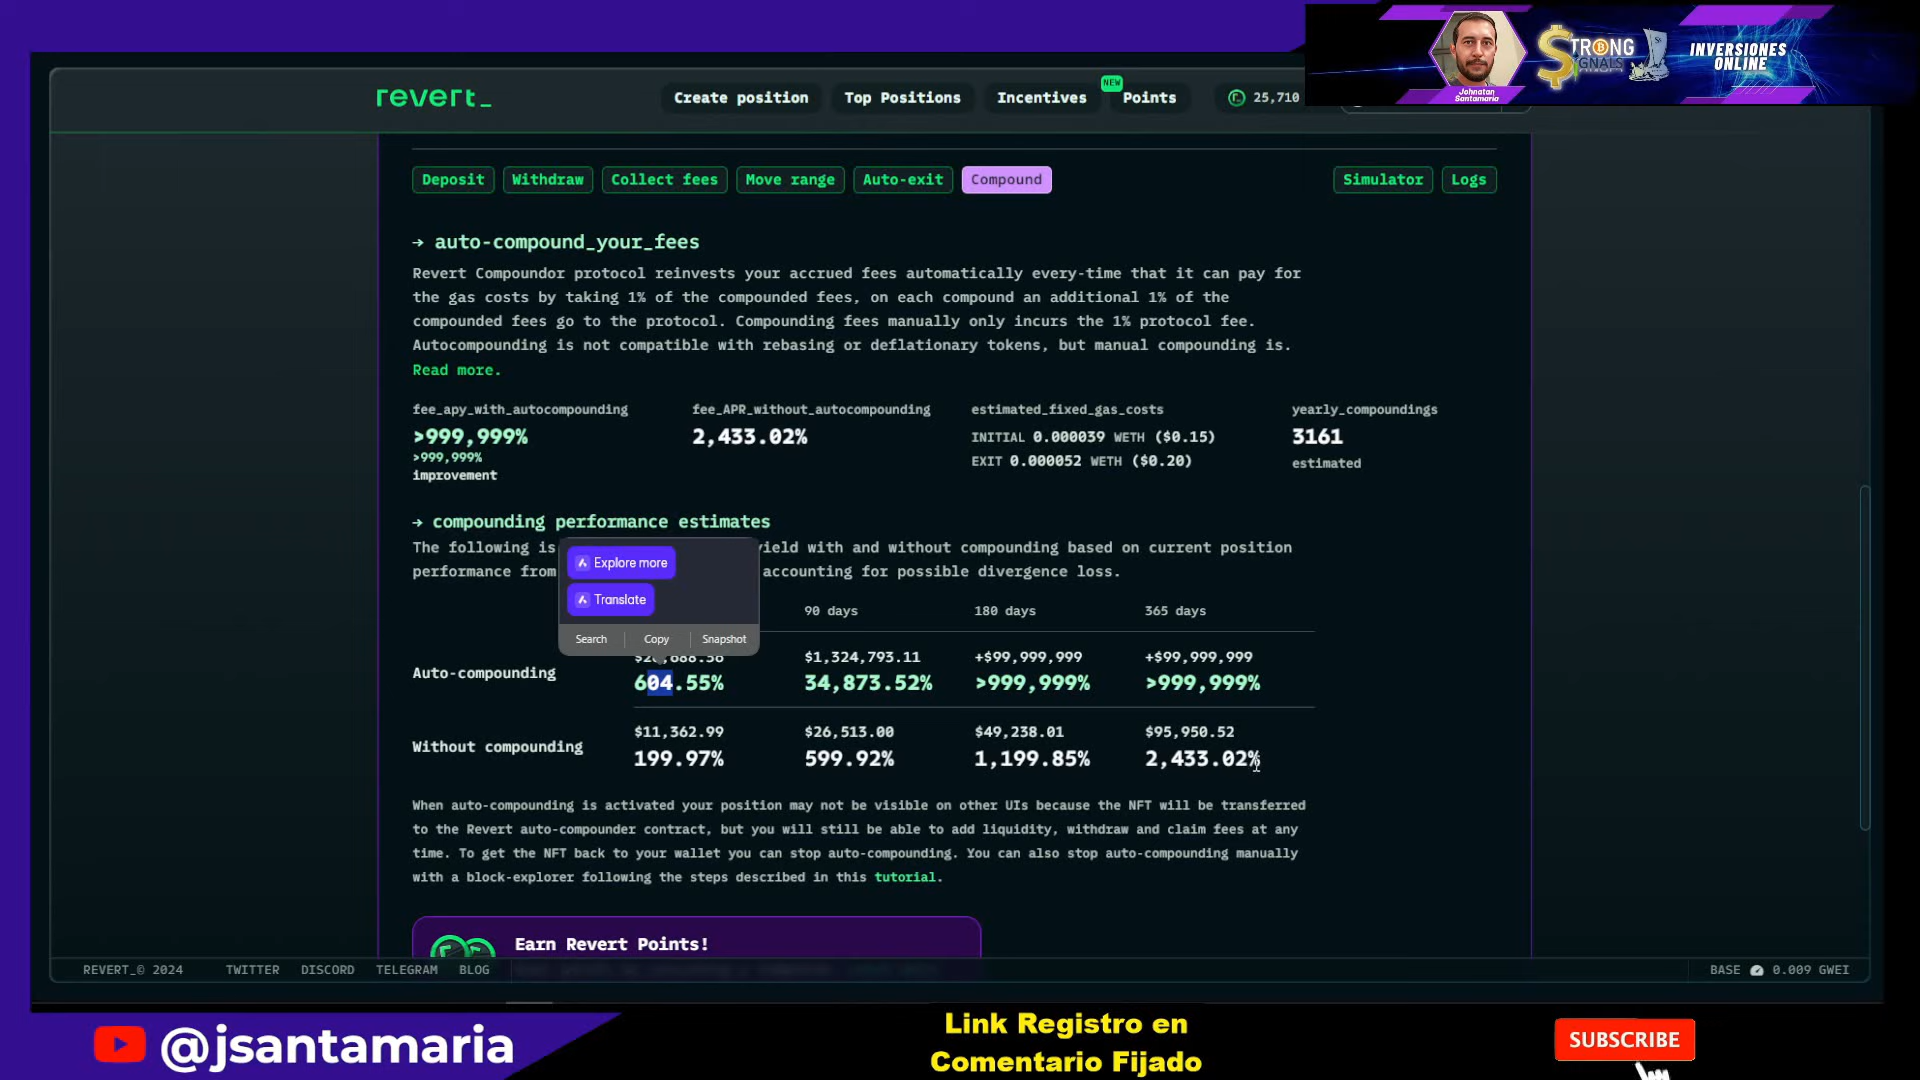 Johnatan
Santamaria
STRONG
SIGNALS
INVERSIONES
ONLINE
revert_
Create position
Top Positions
Incentives
NEW
Points
25,710
Deposit
Withdraw
Collect fees
Move range
Auto-exit
Compound
Simulator
Logs
→ auto-compound_your_fees
Revert Compoundor protocol reinvests your accrued fees automatically every-time that it can pay for
the gas costs by taking 1% of the compounded fees, on each compound an additional 1% of the
compounded fees go to the protocol. Compounding fees manually only incurs the 1% protocol fee.
Autocompounding is not compatible with rebasing or deflationary tokens, but manual compounding is.
Read more.
fee_apy_with_autocompounding
>999,999%
>999,999%
improvement
fee_APR_without_autocompounding
2,433.02%
estimated_fixed_gas_costs
INITIAL 0.000039 WETH ($0.15)
EXIT 0.000052 WETH ($0.20)
yearly_compoundings
3161
estimated
→ compounding performance estimates
The following is yield with and without compounding based on current position
performance from accounting for possible divergence loss.
Explore more
Translate
Search
Copy
Snapshot
90 days
180 days
365 days
Auto-compounding
604.55%
$1,324,793.11
34,873.52%
+$99,999,999
>999,999%
+$99,999,999
>999,999%
Without compounding
$11,362.99
199.97%
$26,513.00
599.92%
$49,238.01
1,199.85%
$95,950.52
2,433.02%
When auto-compounding is activated your position may not be visible on other UIs because the NFT will be transferred
to the Revert auto-compounder contract, but you will still be able to add liquidity, withdraw and claim fees at any
time. To get the NFT back to your wallet you can stop auto-compounding. You can also stop auto-compounding manually
with a block-explorer following the steps described in this tutorial.
Earn Revert Points!
REVERT_© 2024
TWITTER
DISCORD
TELEGRAM
BLOG
BASE
0.009 GWEI
@jsantamaria
Link Registro en
Comentario Fijado
SUBSCRIBE